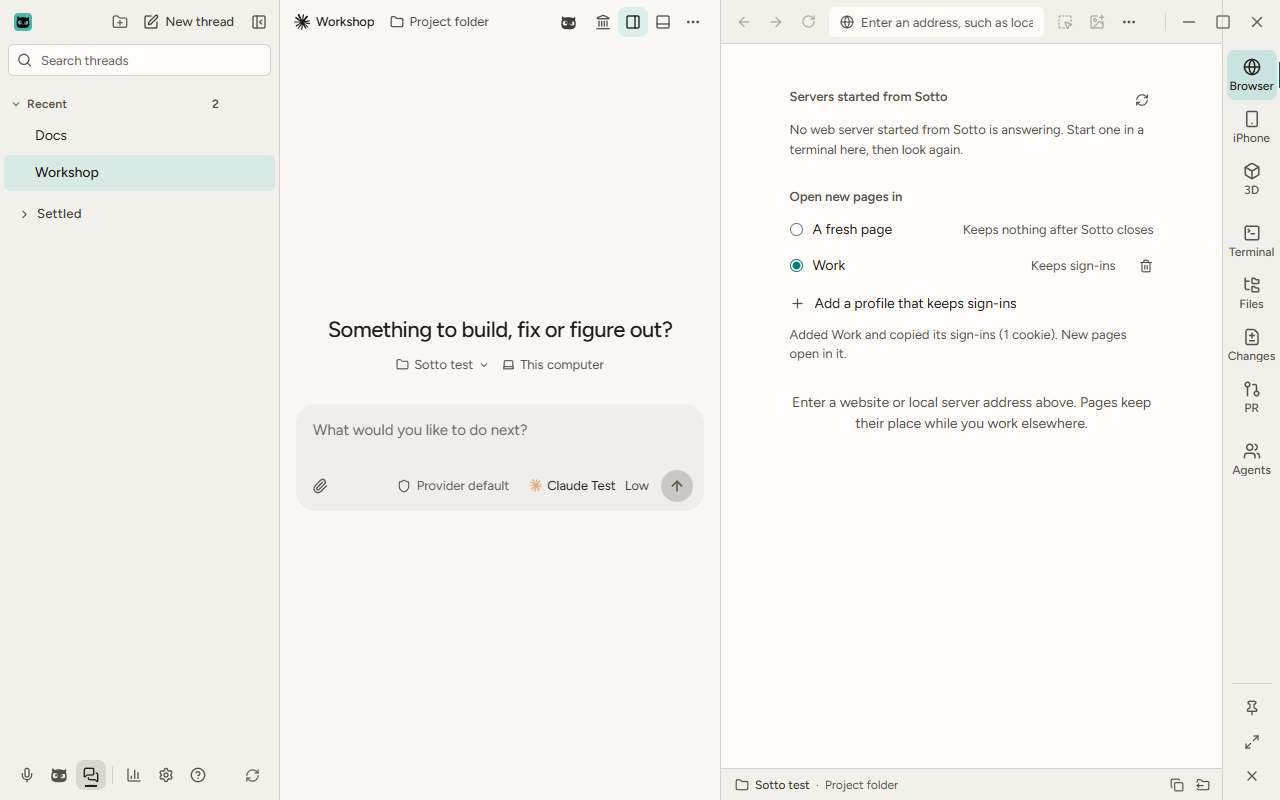 New thread
Search threads
Recent 2
Docs
Workshop
Settled
Workshop Project folder
Something to build, fix or figure out?
Sotto test This computer
What would you like to do next?
Provider default Claude Test Low
Enter an address, such as loca
Servers started from Sotto
No web server started from Sotto is answering. Start one in a
terminal here, then look again.
Open new pages in
A fresh page Keeps nothing after Sotto closes
Work Keeps sign-ins
Add a profile that keeps sign-ins
Added Work and copied its sign-ins (1 cookie). New pages
open in it.
Enter a website or local server address above. Pages keep
their place while you work elsewhere.
Sotto test · Project folder
Browser
iPhone
3D
Terminal
Files
Changes
PR
Agents